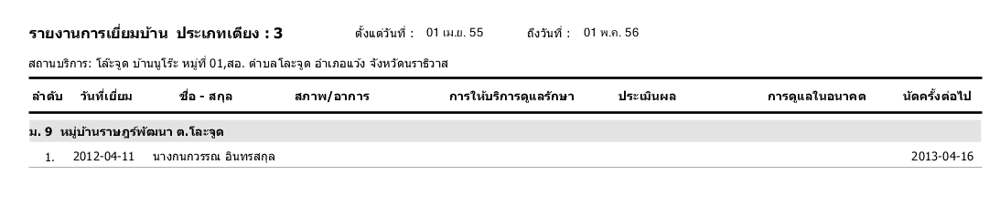 รายงานการเยี่ยมบ้าน ประเภทเตียง : 3 ตั้งแต่วันที่ : 01 เม.ย. 55 ถึงวันที่ : 01 พ.ค. 56
สถานบริการ: โล๊ะจูด บ้านนูโร๊ะ หมู่ที่ 01,สอ. ตำบลโละจูด อำเภอแว้ง จังหวัดนราธิวาส
ลำดับ วันที่เยี่ยม ชื่อ - สกุล สภาพ/อาการ การให้บริการดูแลรักษา ประเมินผล การดูแลในอนาคต นัดครั้งต่อไป
ม. 9 หมู่บ้านราษฎร์พัฒนา ต.โละจูด
1. 2012-04-11 นางกนกวรรณ อินทรสกุล 2013-04-16